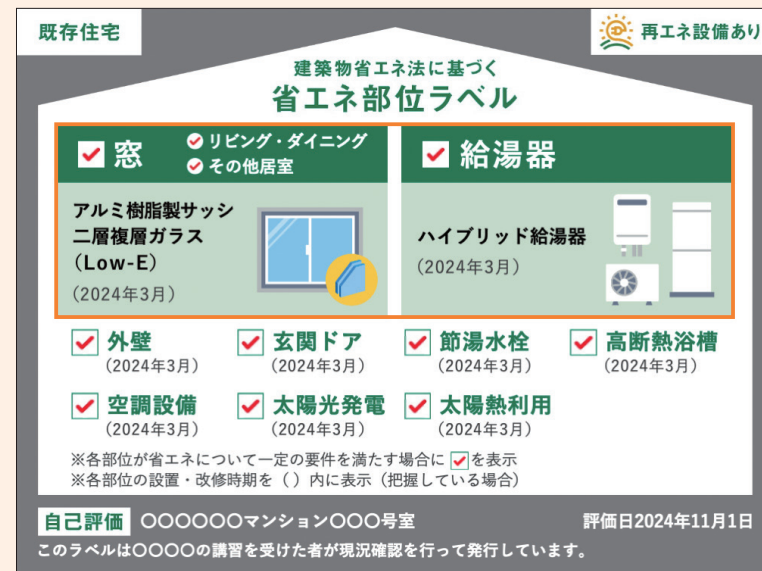 既存住宅
再エネ設備あり
建築物省エネ法に基づく
省エネ部位ラベル
窓
リビング・ダイニング
その他居室
給湯器
アルミ樹脂製サッシ
二層複層ガラス
（Low-E）
（2024年3月）
ハイブリッド給湯器
（2024年3月）
外壁 玄関ドア 節湯水栓 高断熱浴槽
（2024年3月） （2024年3月） （2024年3月） （2024年3月）
空調設備 太陽光発電 太陽熱利用
（2024年3月） （2024年3月） （2024年3月）
※各部位が省エネについて一定の要件を満たす場合に を表示
※各部位の設置・改修時期を（ ）内に表示（把握している場合）
自己評価 〇〇〇〇〇〇マンション〇〇〇号室 評価日2024年11月1日
このラベルは〇〇〇〇の講習を受けた者が現況確認を行って発行しています。